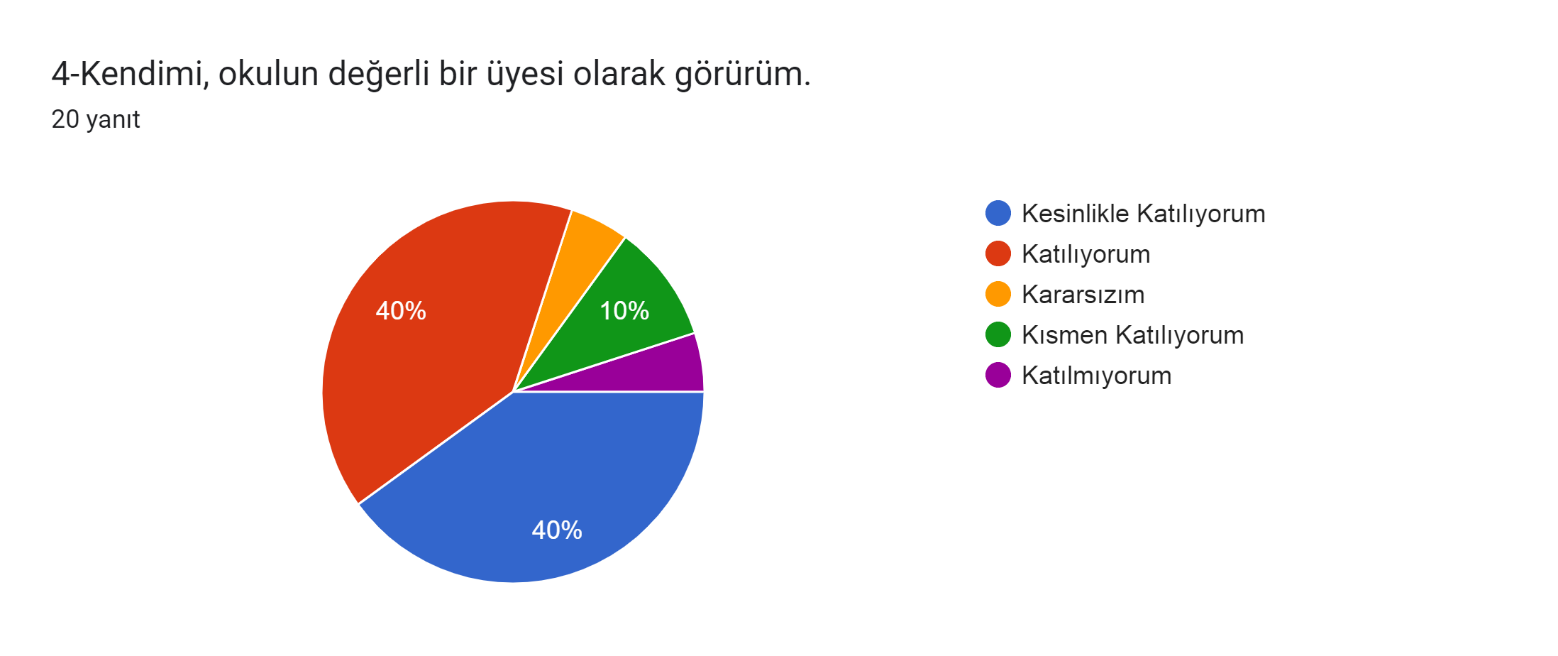 4-Kendimi, okulun değerli bir üyesi olarak görürüm.
20 yanıt
40%
10%
40%
Kesinlikle Katılıyorum
Katılıyorum
Kararsızım
Kısmen Katılıyorum
Katılmıyorum